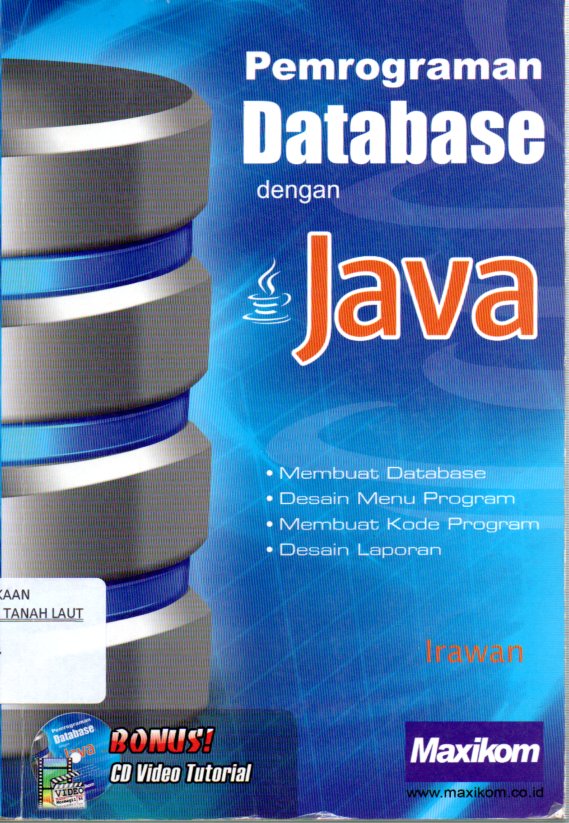 Pemrograman
Database
dengan
Java
• Membuat Database
• Desain Menu Program
• Membuat Kode Program
• Desain Laporan
KAAN
TANAH LAUT
Irawan
Pemrograman
Database
Java
VIDEO
BONUS!
CD Video Tutorial
Maxikom
www.maxikom.co.id